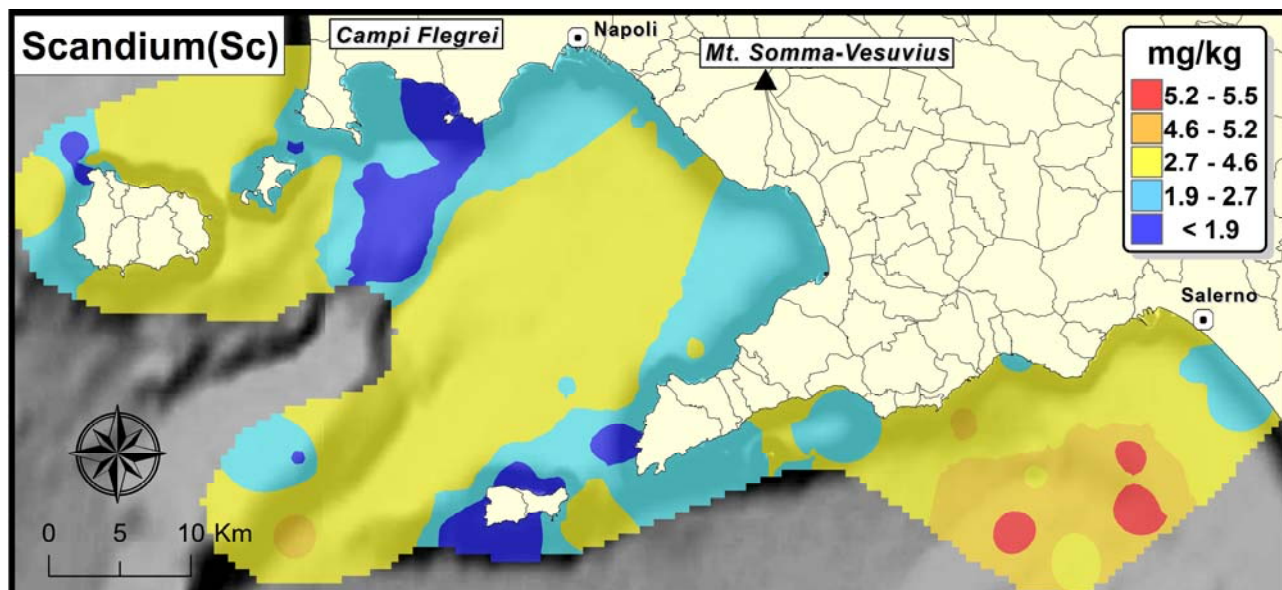 Scandium(Sc)
Campi Flegrei
Napoli
Mt. Somma-Vesuvius
mg/kg
5.2 - 5.5
4.6 - 5.2
2.7 - 4.6
1.9 - 2.7
< 1.9
Salerno
0 5 10 Km